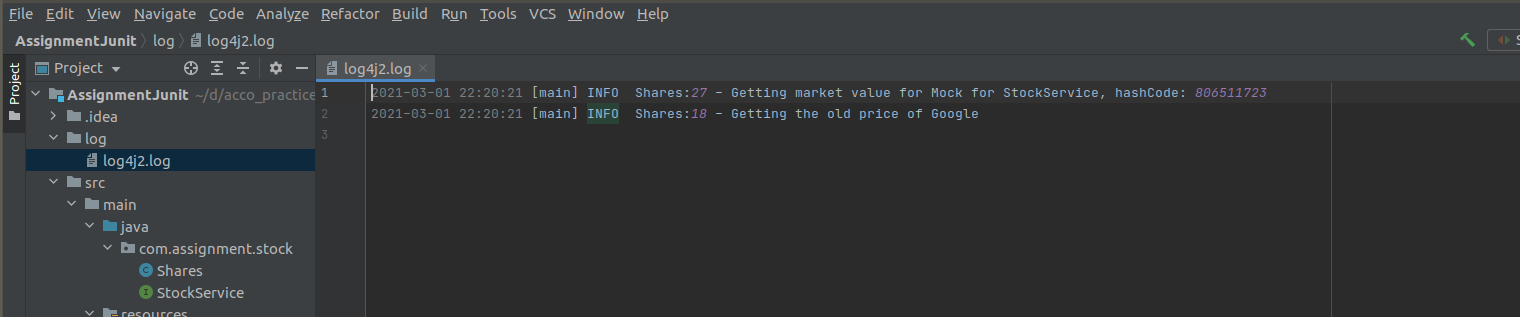 File Edit View Navigate Code Analyze Refactor Build Run Tools VCS Window Help
AssignmentJunit log log4j2.log
Project
Project
log4j2.log
AssignmentJunit ~/d/acco_practice
.idea
log
log4j2.log
src
main
java
com.assignment.stock
Shares
StockService
resources
1 2021-03-01 22:20:21 [main] INFO Shares:27 - Getting market value for Mock for StockService, hashCode: 806511723
2 2021-03-01 22:20:21 [main] INFO Shares:18 - Getting the old price of Google
3